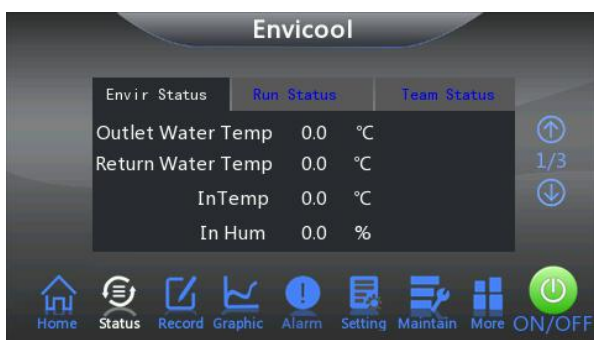 Envicool
Envir Status Run Status Team Status
Outlet Water Temp 0.0 ℃
Return Water Temp 0.0 ℃
1/3
InTemp 0.0 ℃
In Hum 0.0 %
Home Status Record Graphic Alarm Setting Maintain More ON/OFF